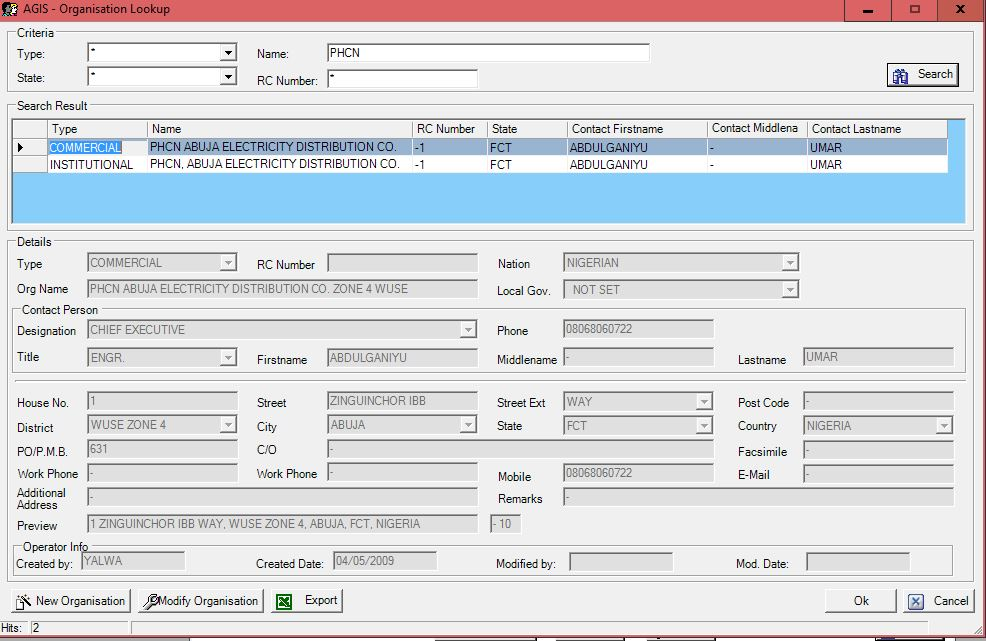 AGIS - Organisation Lookup
Criteria
Type: * Name: PHCN
State: * RC Number: * Search
Search Result
Type Name RC Number State Contact Firstname Contact Middlena Contact Lastname
COMMERCIAL PHCN ABUJA ELECTRICITY DISTRIBUTION CO. -1 FCT ABDULGANIYU - UMAR
INSTITUTIONAL PHCN, ABUJA ELECTRICITY DISTRIBUTION CO. -1 FCT ABDULGANIYU - UMAR
Details
Type COMMERCIAL RC Number Nation NIGERIAN
Org Name PHCN ABUJA ELECTRICITY DISTRIBUTION CO. ZONE 4 WUSE Local Gov. NOT SET
Contact Person
Designation CHIEF EXECUTIVE Phone 08068060722
Title ENGR. Firstname ABDULGANIYU Middlename - Lastname UMAR
House No. 1 Street ZINGUINCHOR IBB Street Ext WAY Post Code -
District WUSE ZONE 4 City ABUJA State FCT Country NIGERIA
PO/P.M.B. 631 C/O - Facsimile -
Work Phone - Work Phone - Mobile 08068060722 E-Mail -
Additional Address - Remarks -
Preview 1 ZINGUINCHOR IBB WAY, WUSE ZONE 4, ABUJA, FCT, NIGERIA - 10
Operator Info
Created by: YALWA Created Date: 04/05/2009 Modified by: Mod. Date:
New Organisation Modify Organisation Export Ok Cancel
Hits: 2